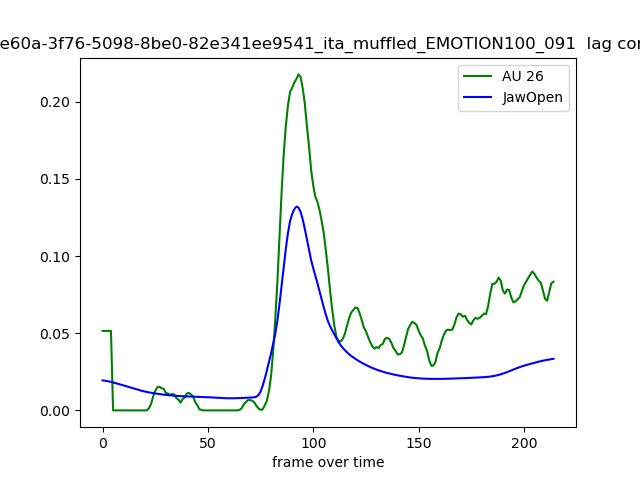 e60a-3f76-5098-8be0-82e341ee9541_ita_muffled_EMOTION100_091 lag cor
AU 26
JawOpen
0.20
0.15
0.10
0.05
0.00
0 50 100 150 200
frame over time